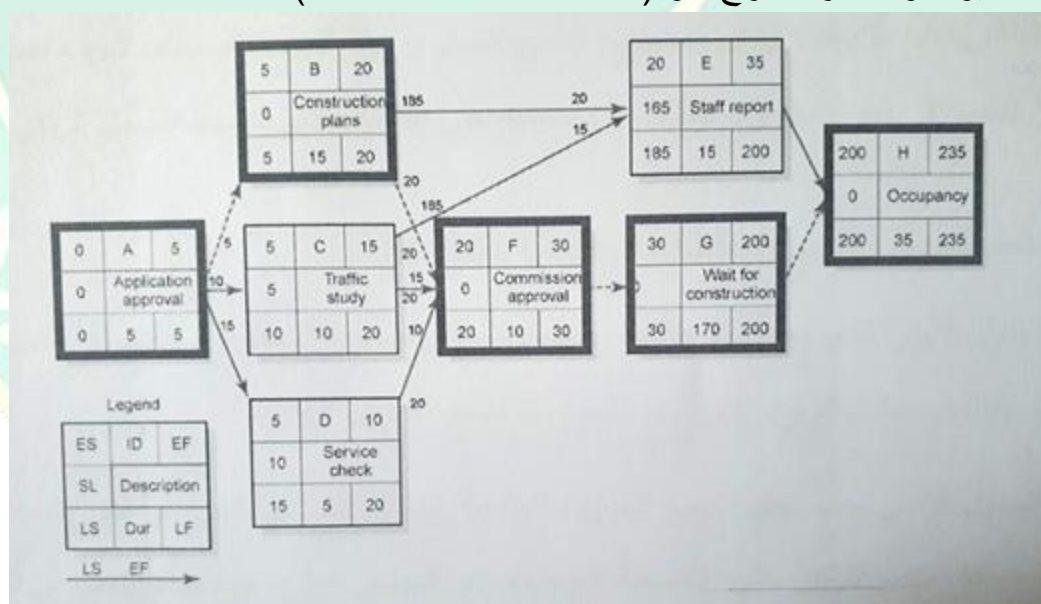 5 B 20
0 Construction plans
5 15 20
185
20
15
20 E 35
165 Staff report
185 15 200
200 H 235
0 Occupancy
200 35 235
0 A 5
0 Application approval
0 5 5
5
10
15
5 C 15
5 Traffic study
10 10 20
185
20
20
15
20
10
20
20 F 30
0 Commission approval
20 10 30
30 G 200
0 Wait for construction
30 170 200
5 D 10
10 Service check
15 5 20
Legend
ES ID EF
SL Description
LS Dur LF
LS EF